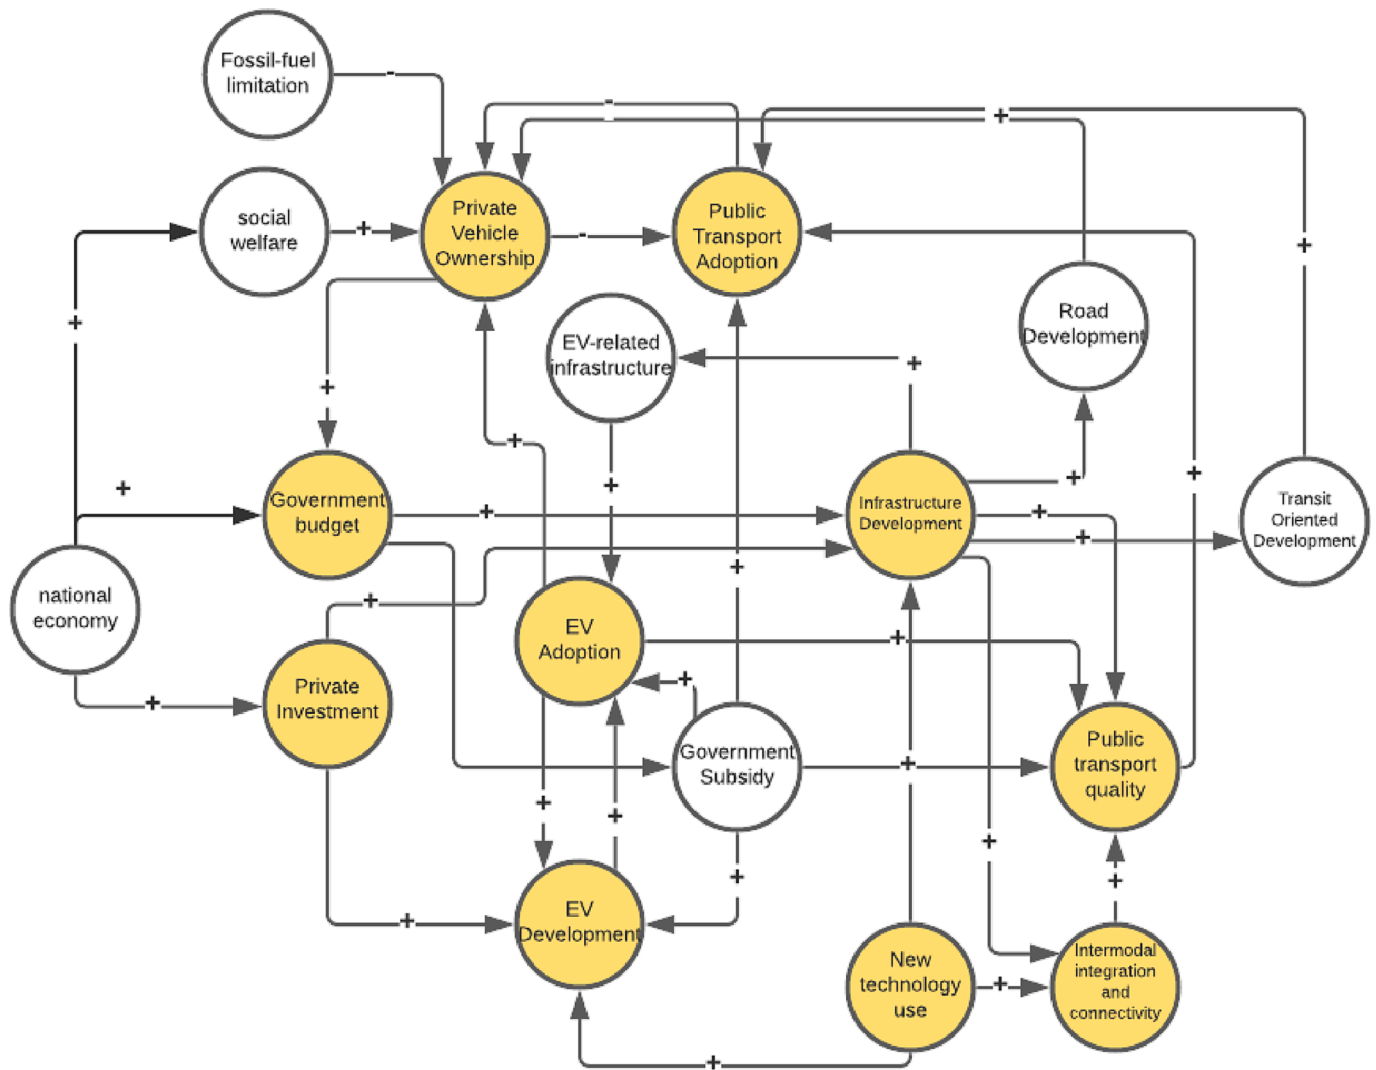 Fossil-fuel
limitation
-
-
+
social
welfare
+
Private
Vehicle
Ownership
-
Public
Transport
Adoption
+
+
EV-related
infrastructure
+
Road
Development
+
+
+
+
+
+
Government
budget
+
Infrastructure
Development
+
+
Transit
Oriented
Development
+
national
economy
+
EV
Adoption
+
+
+
Private
Investment
+
Government
Subsidy
+
Public
transport
quality
+
+
+
+
+
+
EV
Development
New
technology
use
+
Intermodal
integration
and
connectivity
+